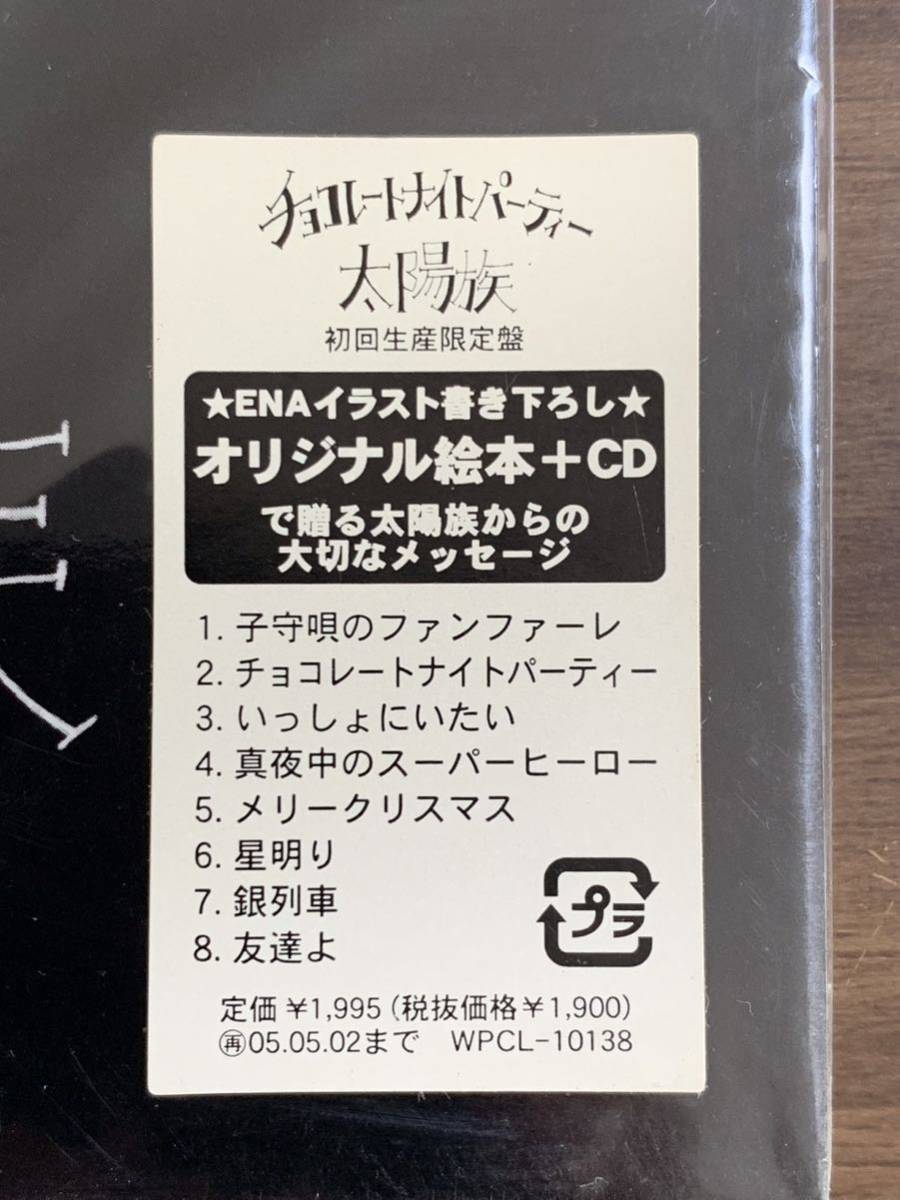 チョコレートナイトパーティー
太陽族
初回生産限定盤
★ENAイラスト書き下ろし★
オリジナル絵本+CD
で贈る太陽族からの
大切なメッセージ
1. 子守唄のファンファーレ
2. チョコレートナイトパーティー
3. いっしょにいたい
4. 真夜中のスーパーヒーロー
5. メリークリスマス
6. 星明り
7. 銀列車
8. 友達よ
プラ
定価 ¥1,995 (税抜価格¥1,900)
㊢05.05.02まで WPCL-10138